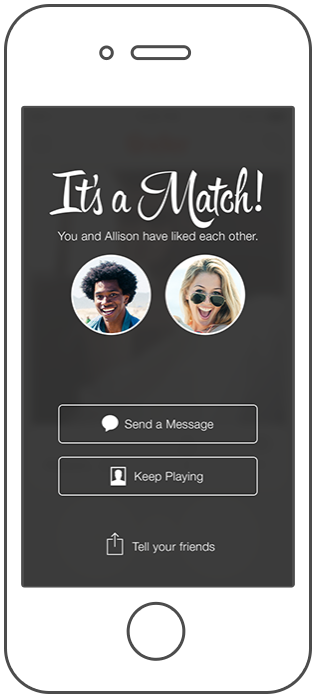 It's a Match!
You and Allison have liked each other.
Send a Message
Keep Playing
Tell your friends